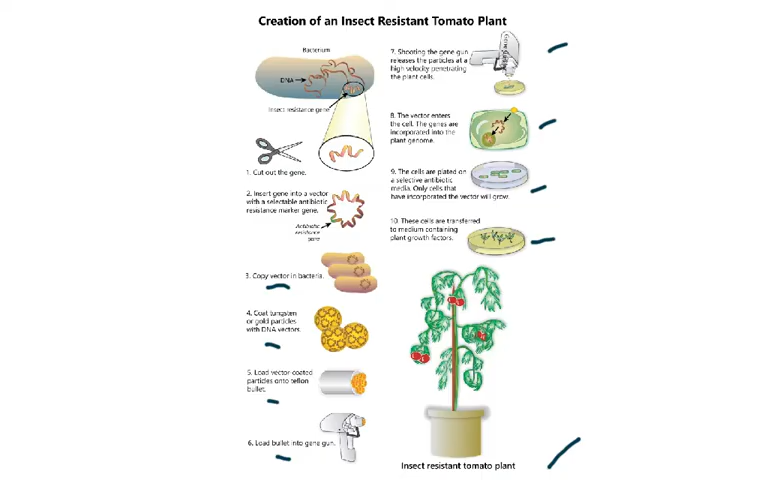 Creation of an Insect Resistant Tomato Plant
Bacterium
DNA
Insect resistance gene
1. Cut out the gene.
2. Insert gene into a vector
with a selectable antibiotic
resistance marker gene.
Antibiotic
resistance
gene
3. Copy vector in bacteria.
4. Coat tungsten
or gold particles
with DNA vectors.
5. Load vector coated
particles onto teflon
bullet.
6. Load bullet into gene gun.
7. Shooting the gene gun
releases the particles at a
high velocity penetrating
the plant cells.
8. The vector enters
the cell. The genes are
incorporated into the
plant genome.
9. The cells are plated on
a selective antibiotic
media. Only cells that
have incorporated the vector will grow.
10. These cells are transferred
to medium containing
plant growth factors.
Insect resistant tomato plant